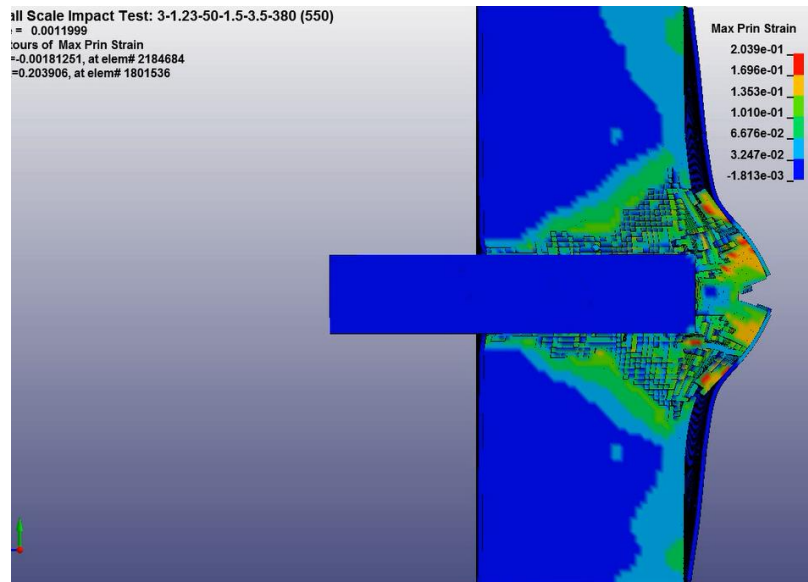 all Scale Impact Test: 3-1.23-50-1.5-3.5-380 (550)
= 0.0011999
tours of Max Prin Strain
=-0.00181251, at elem# 2184684
=0.203906, at elem# 1801536
Max Prin Strain
2.039e-01
1.696e-01
1.353e-01
1.010e-01
6.676e-02
3.247e-02
-1.813e-03